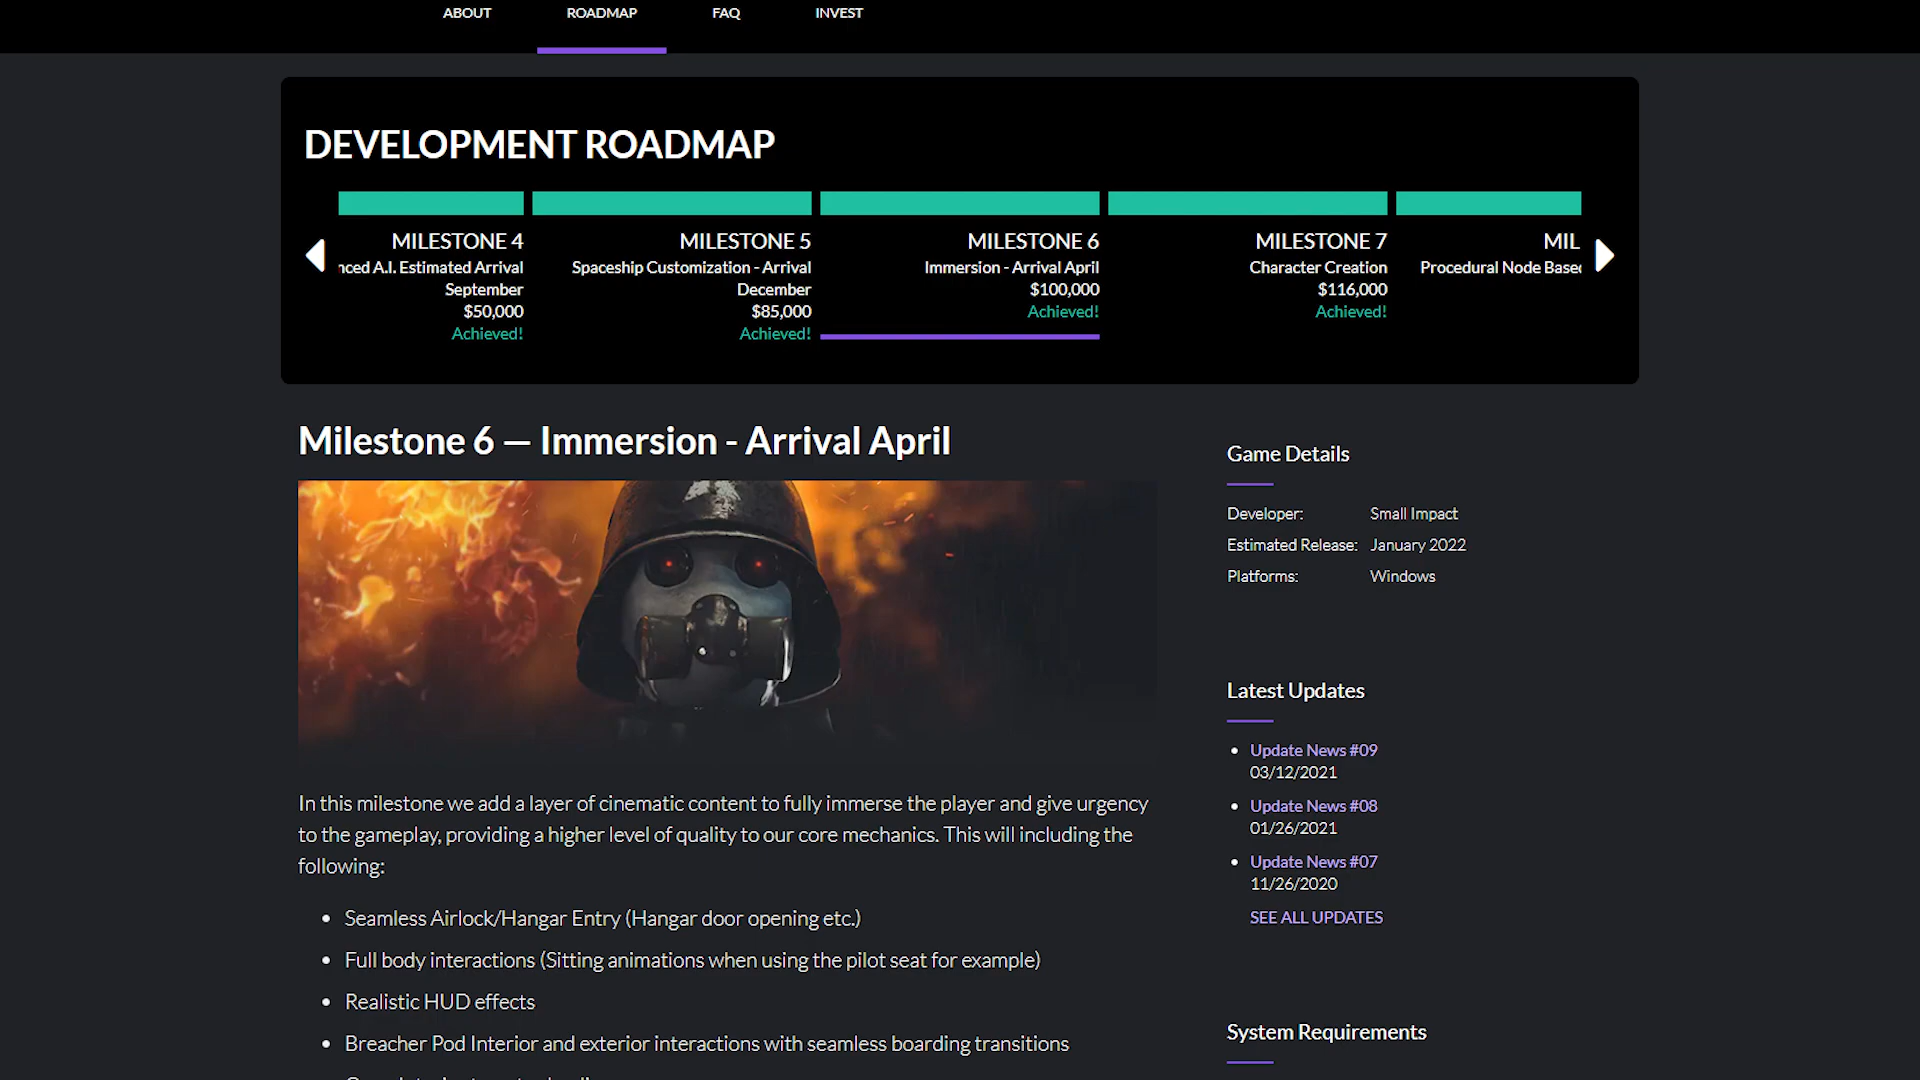 ABOUT ROADMAP FAQ INVEST
DEVELOPMENT ROADMAP
MILESTONE 4
A.I. Estimated Arrival
September
$50,000
Achieved!
MILESTONE 5
Spaceship Customization - Arrival
December
$85,000
Achieved!
MILESTONE 6
Immersion - Arrival April
$100,000
Achieved!
MILESTONE 7
Character Creation
$116,000
Achieved!
MIL
Procedural Node Based
Milestone 6 — Immersion - Arrival April
In this milestone we add a layer of cinematic content to fully immerse the player and give urgency
to the gameplay, providing a higher level of quality to our core mechanics. This will including the
following:
• Seamless Airlock/Hangar Entry (Hangar door opening etc.)
• Full body interactions (Sitting animations when using the pilot seat for example)
• Realistic HUD effects
• Breacher Pod Interior and exterior interactions with seamless boarding transitions
Game Details
Developer: Small Impact
Estimated Release: January 2022
Platforms: Windows
Latest Updates
• Update News #09
03/12/2021
• Update News #08
01/26/2021
• Update News #07
11/26/2020
SEE ALL UPDATES
System Requirements